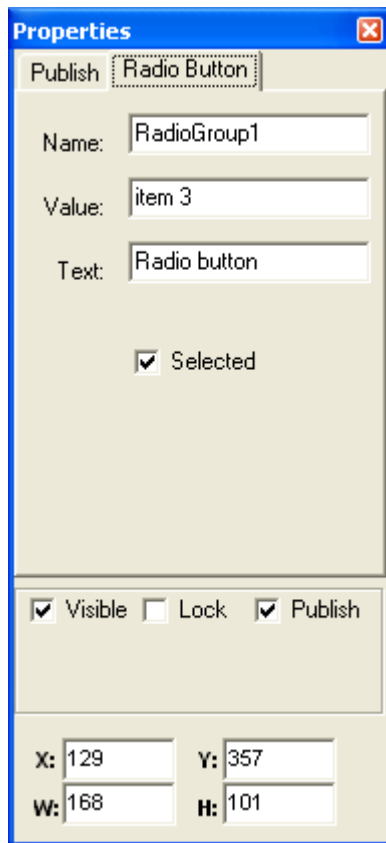 Properties
Publish Radio Button
Name: RadioGroup1
Value: item 3
Text: Radio button
Selected
Visible Lock Publish
X: 129 Y: 357
W: 168 H: 101